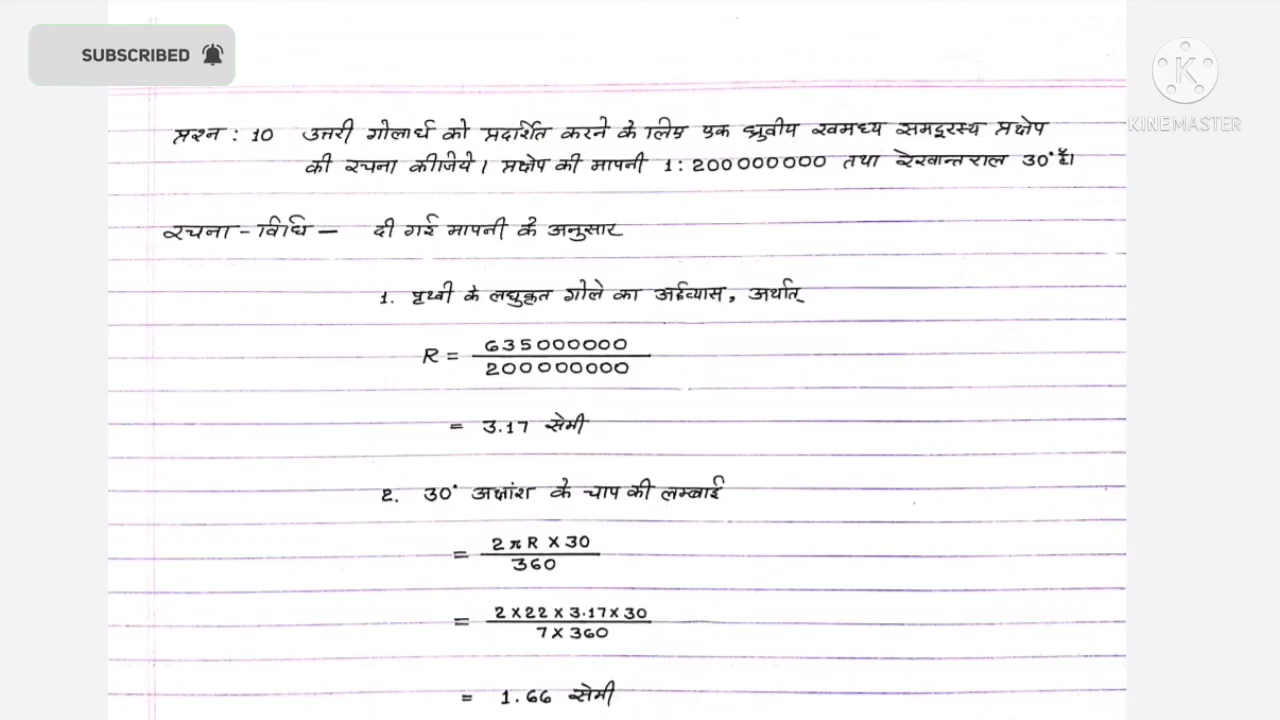 SUBSCRIBED
KINEMASTER
प्रश्न : 10 उत्तरी गोलार्ध को प्रदर्शित करने के लिए एक ध्रुवीय खमध्य समदूरस्थ प्रक्षेप
की रचना कीजिये। प्रक्षेप की मापनी 1 : 200000000 तथा रेखान्तराल 30° है।
रचना - विधि — दी गई मापनी के अनुसार
1. पृथ्वी के लघुकृत गोले का अर्द्धव्यास, अर्थात्
R = 635000000
200000000
= 3.17 सेमी
2. 30° अक्षांश के चाप की लम्बाई
= 2πR X 30
360
= 2 X 22 X 3.17 X 30
7 X 360
= 1.66 सेमी